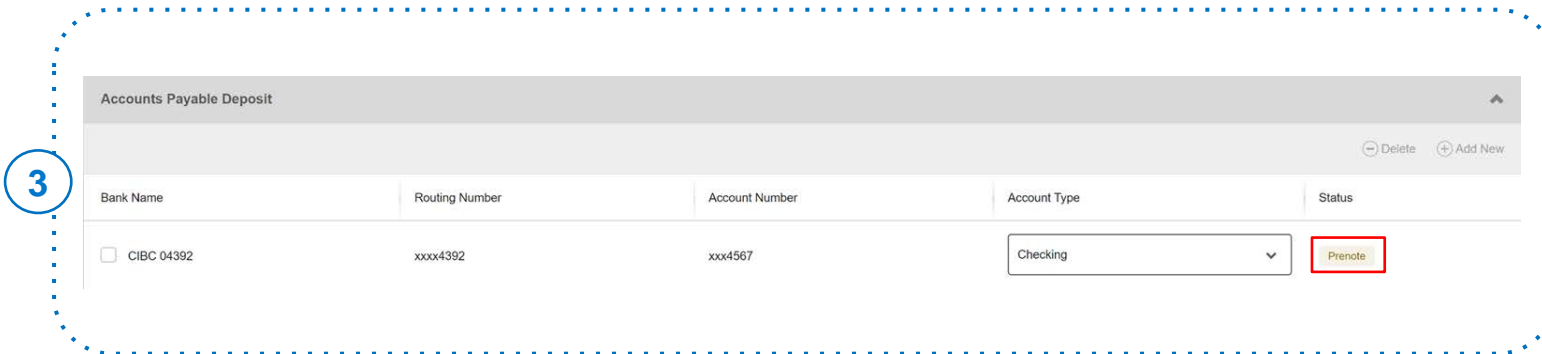 Accounts Payable Deposit
Delete Add New
3
Bank Name Routing Number Account Number Account Type Status
CIBC 04392 xxxx4392 xxx4567 Checking Prenote